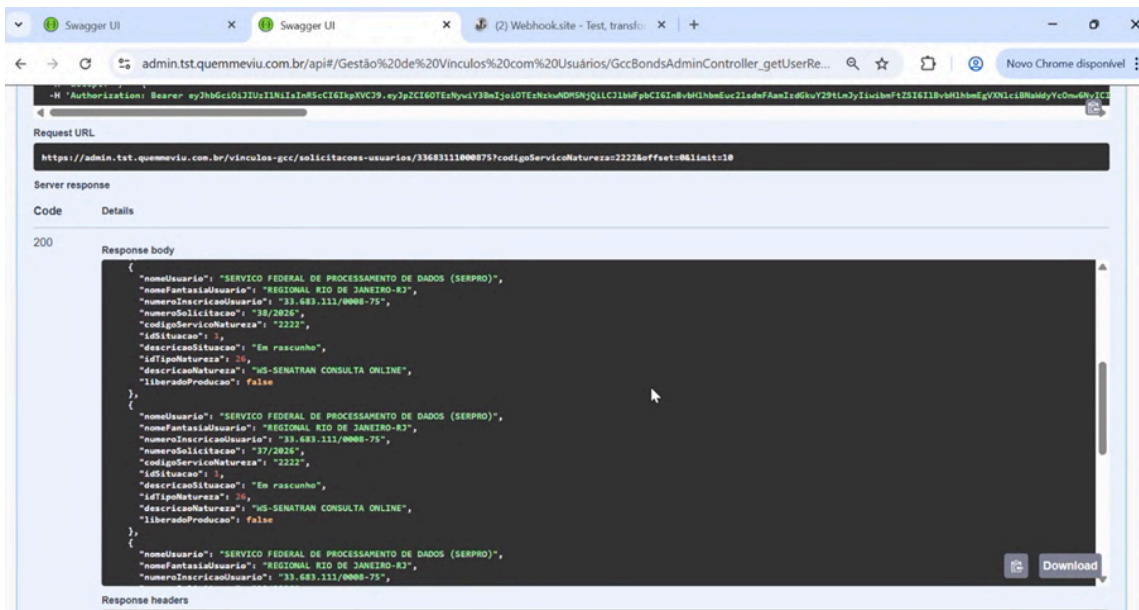 Swagger UI
Swagger UI
(2) Webhook.site - Test, transfo
admin.tst.quemmeviu.com.br/api#/Gestão%20de%20Vínculos%20com%20Usuários/GccBondsAdminController_getUserRe...
Novo Chrome disponível
-H 'Authorization: Bearer
Request URL
https://admin.tst.quemmeviu.com.br/vinculos-gcc/solicitacoes-usuarios/33683111000875?codigoServicoNatureza=2222&offset=0&limit=10
Server response
Code Details
200
Response body
{
"nomeUsuario": "SERVICO FEDERAL DE PROCESSAMENTO DE DADOS (SERPRO)",
"nomeFantasiaUsuario": "REGIONAL RIO DE JANEIRO-RJ",
"numeroInscricaoUsuario": "33.683.111/0008-75",
"numeroSolicitacao": "38/2026",
"codigoServicoNatureza": "2222",
"idSituacao": 1,
"descricaoSituacao": "Em rascunho",
"idTipoNatureza": 26,
"descricaoNatureza": "WS-SENATRAN CONSULTA ONLINE",
"liberadoProducao": false
},
{
"nomeUsuario": "SERVICO FEDERAL DE PROCESSAMENTO DE DADOS (SERPRO)",
"nomeFantasiaUsuario": "REGIONAL RIO DE JANEIRO-RJ",
"numeroInscricaoUsuario": "33.683.111/0008-75",
"numeroSolicitacao": "37/2026",
"codigoServicoNatureza": "2222",
"idSituacao": 1,
"descricaoSituacao": "Em rascunho",
"idTipoNatureza": 26,
"descricaoNatureza": "WS-SENATRAN CONSULTA ONLINE",
"liberadoProducao": false
},
{
"nomeUsuario": "SERVICO FEDERAL DE PROCESSAMENTO DE DADOS (SERPRO)",
"nomeFantasiaUsuario": "REGIONAL RIO DE JANEIRO-RJ",
"numeroInscricaoUsuario": "33.683.111/0008-75",
Download
Response headers